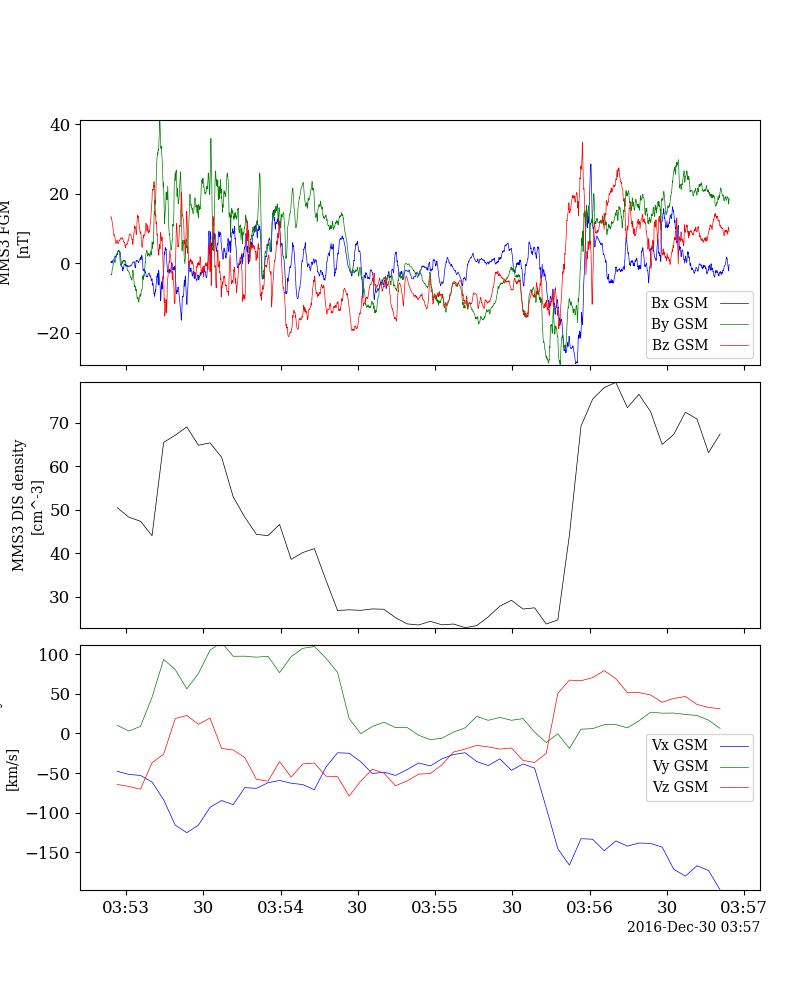 40
20
0
−20
MMS3 FGM
[nT]
Bx GSM
By GSM
Bz GSM
70
60
50
40
30
MMS3 DIS density
[cm^-3]
100
50
0
−50
−100
−150
[km/s]
Vx GSM
Vy GSM
Vz GSM
03:53 30 03:54 30 03:55 30 03:56 30 03:57
2016-Dec-30 03:57